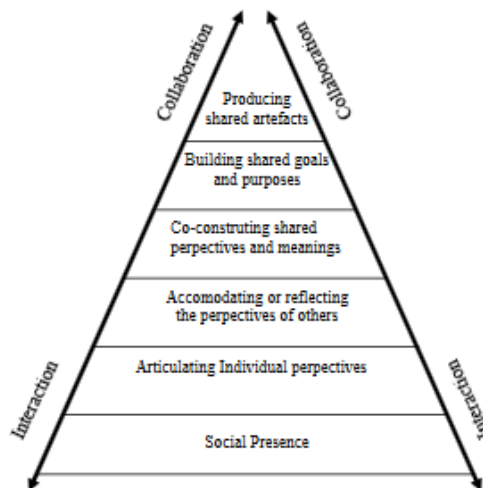 Collaboration
Collaboration
Producing
shared artefacts
Building shared goals
and purposes
Co-construting shared
perpectives and meanings
Accomodating or reflecting
the perpectives of others
Articulating Individual perpectives
Interaction
Interaction
Social Presence